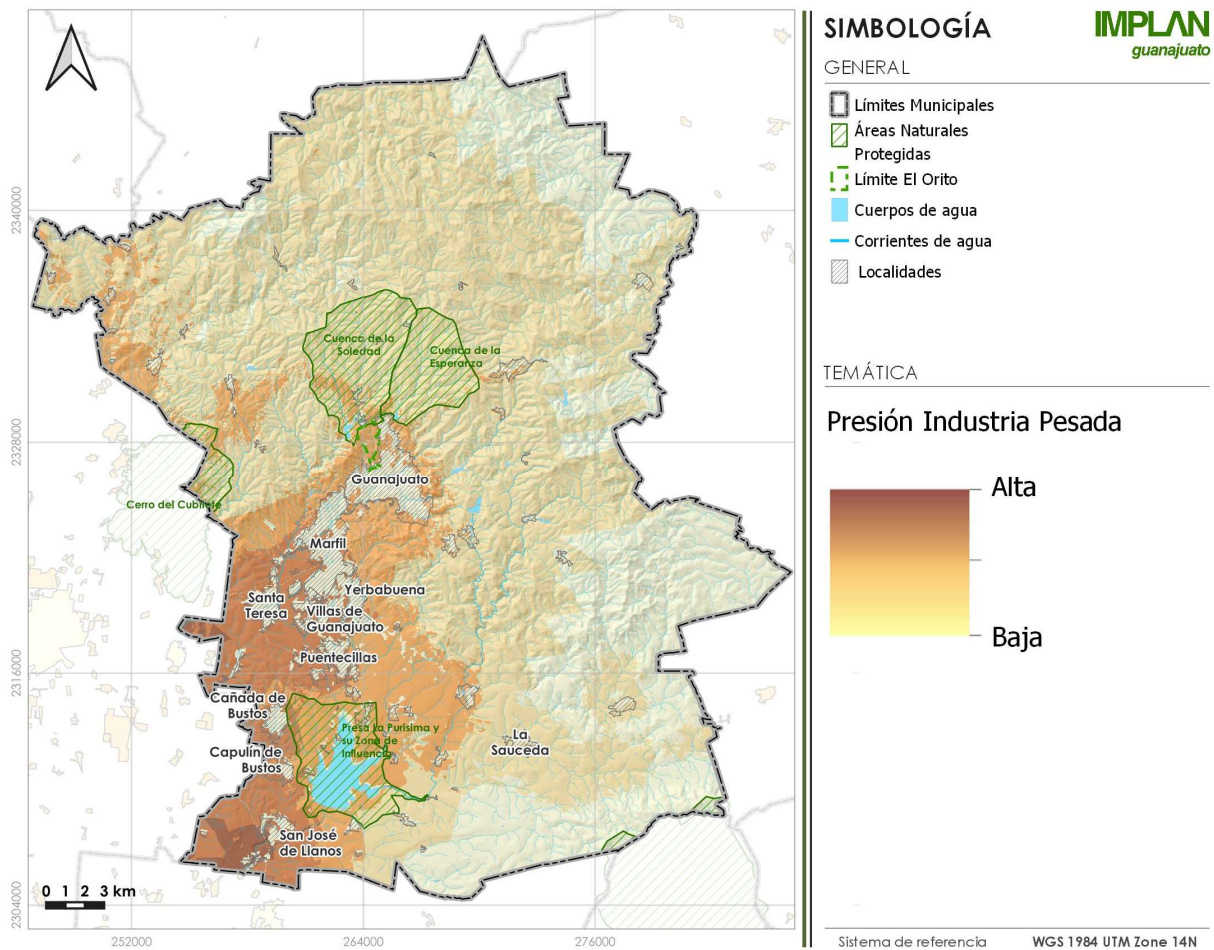 SIMBOLOGÍA
IMPLAN
guanajuato
GENERAL
Límites Municipales
Áreas Naturales
Protegidas
Límite El Orito
Cuerpos de agua
Corrientes de agua
Localidades
TEMÁTICA
Presión Industria Pesada
Alta
Baja
Sistema de referencia
WGS 1984 UTM Zone 14N
2340000
2328000
2316000
2304000
252000
264000
276000
0 1 2 3 km
Cuenca de la
Soledad
Cuenca de la
Esperanza
Guanajuato
Cerro del Cubilete
Marfil
Yerbabuena
Santa
Teresa
Villas de
Guanajuato
Puentecillas
Cañada de
Bustos
Presa La Purísima y
su Zona de
Influencia
La
Sauceda
Capulín de
Bustos
San José
de Llanos